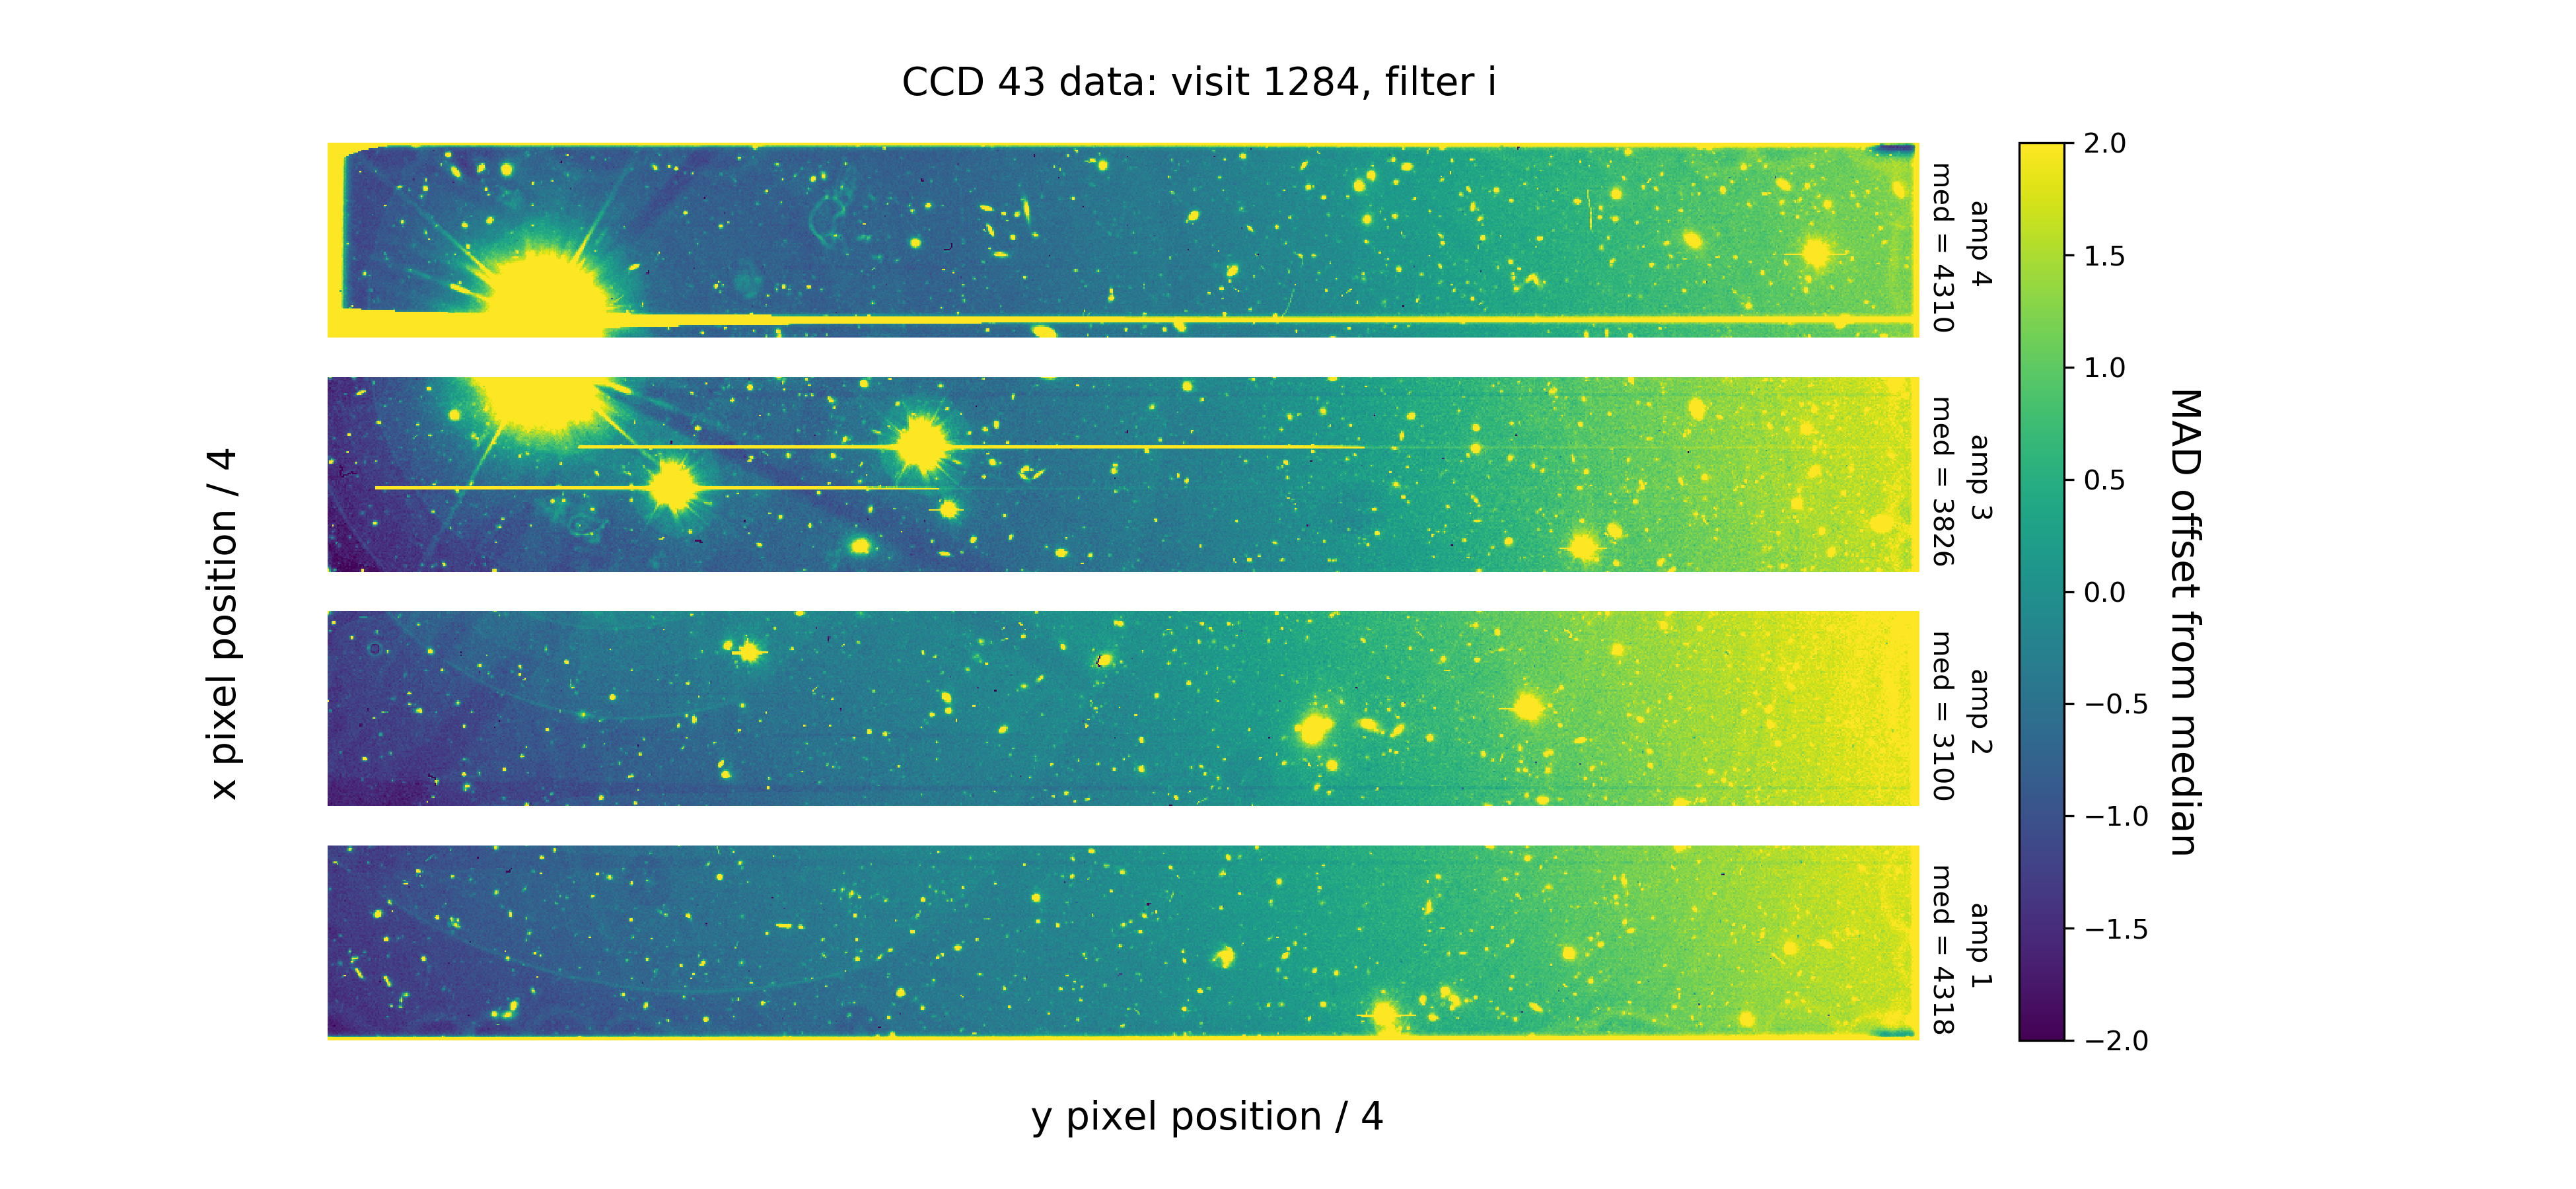 CCD 43 data: visit 1284, filter i
x pixel position / 4
amp 4
med = 4310
amp 3
med = 3826
amp 2
med = 3100
amp 1
med = 4318
y pixel position / 4
2.0
1.5
1.0
0.5
0.0
−0.5
−1.0
−1.5
−2.0
MAD offset from median